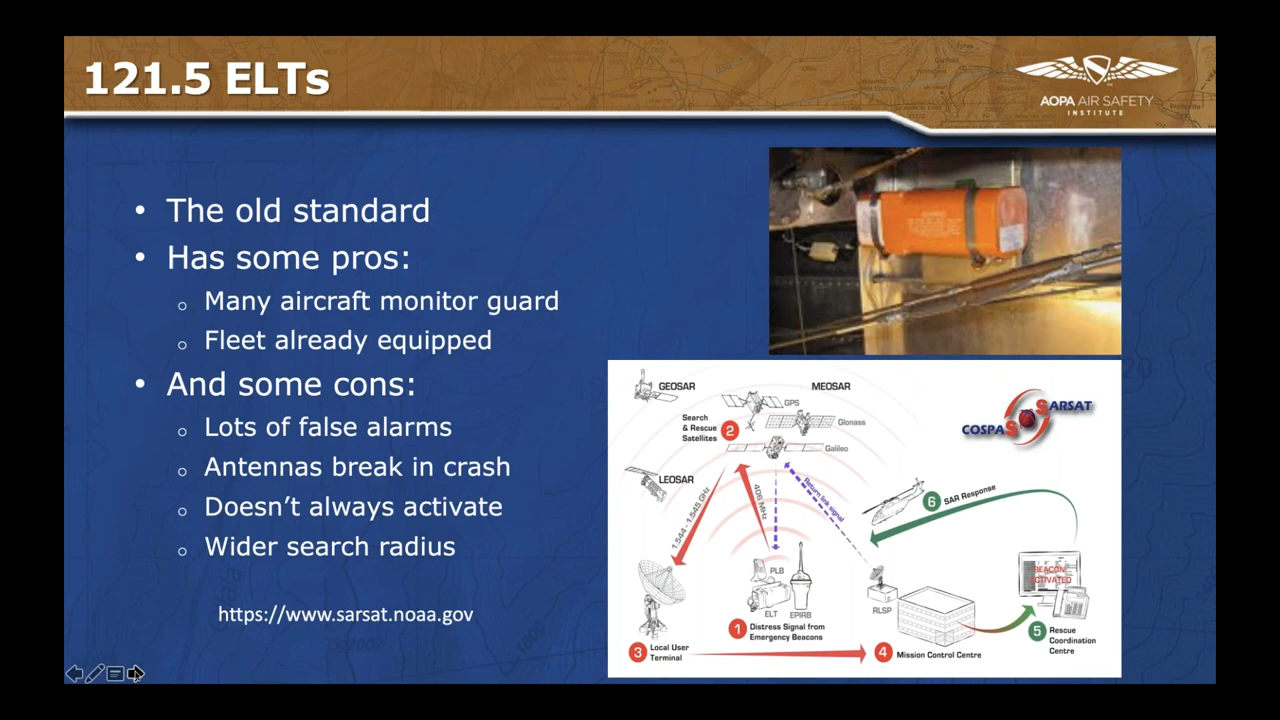 121.5 ELTs
AOPA AIR SAFETY
INSTITUTE
• The old standard
• Has some pros:
o Many aircraft monitor guard
o Fleet already equipped
• And some cons:
o Lots of false alarms
o Antennas break in crash
o Doesn’t always activate
o Wider search radius
https://www.sarsat.noaa.gov
GEOSAR
MEOSAR
GPS
Glonass
Galileo
Search
& Rescue
Satellites
2
COSPAS SARSAT
LEOSAR
1.544 - 1.545 GHz
406 MHz
Return link signal
6 SAR Response
PLB
ELT
EPIRB
RLSP
BEACON
ACTIVATED
1 Distress Signal from
Emergency Beacons
3 Local User
Terminal
4 Mission Control Centre
5 Rescue
Coordination
Centre